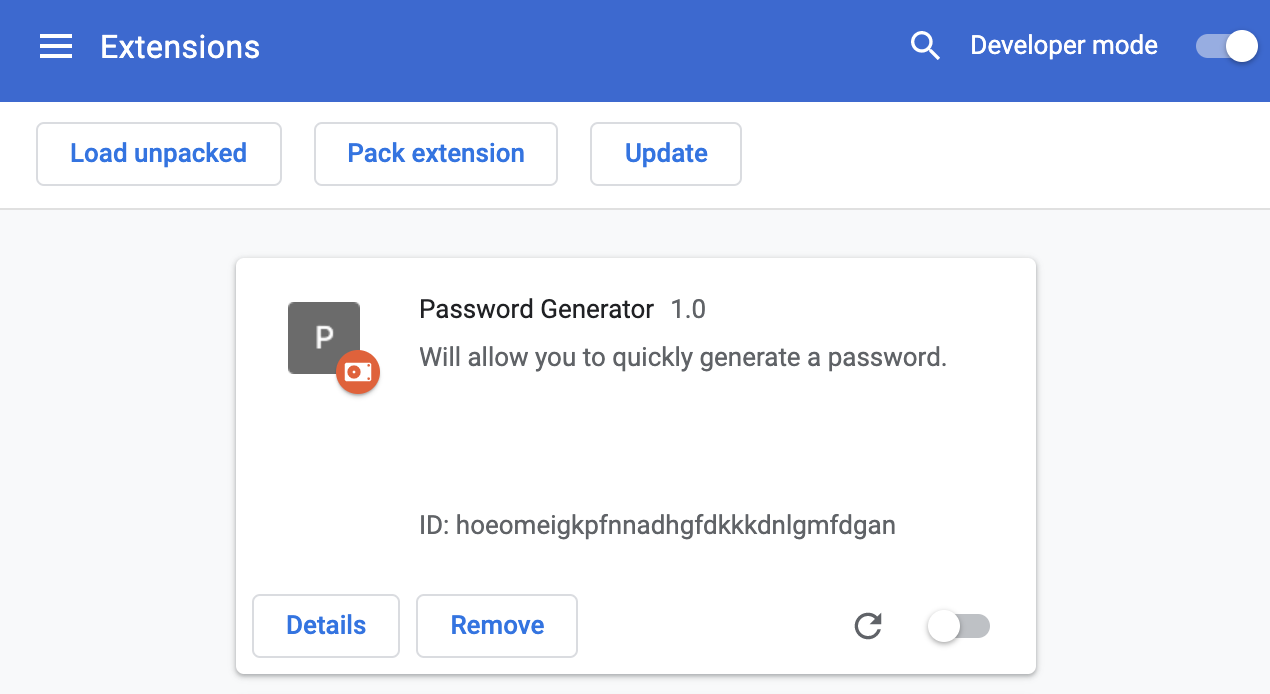 Extensions
Developer mode
Load unpacked
Pack extension
Update
P
Password Generator 1.0
Will allow you to quickly generate a password.
ID: hoeomeigkpfnnadhgfdkkkdnlgmfdgan
Details
Remove